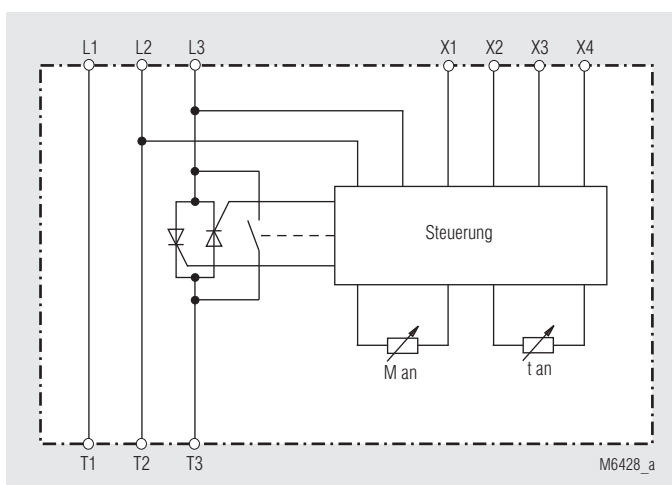 L1 L2 L3 X1 X2 X3 X4
Steuerung
M an t an
T1 T2 T3
M6428_a